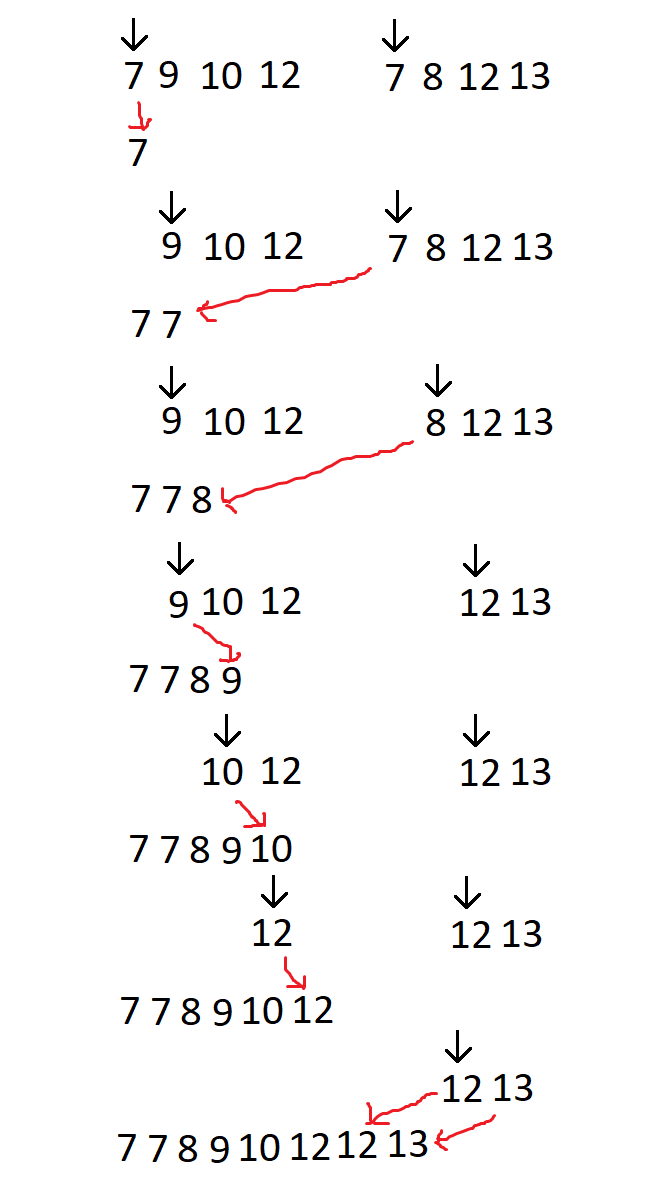 7 9 10 12 7 8 12 13
7
9 10 12 7 8 12 13
7 7
9 10 12 8 12 13
7 7 8
9 10 12 12 13
7 7 8 9
10 12 12 13
7 7 8 9 10
12 12 13
7 7 8 9 10 12
12 13
7 7 8 9 10 12 12 13